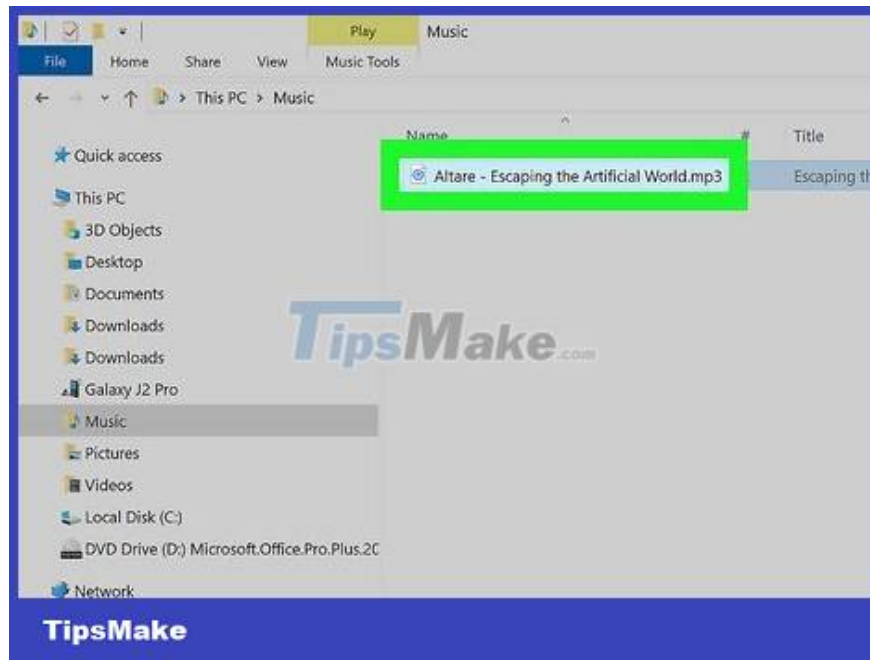 Play Music
File Home Share View Music Tools
This PC > Music
Name # Title
Quick access
Altare - Escaping the Artificial World.mp3 Escaping th
This PC
3D Objects
Desktop
Documents
Downloads
TipsMake.com
Downloads
Galaxy J2 Pro
Music
Pictures
Videos
Local Disk (C:)
DVD Drive (D:) Microsoft.Office.Pro.Plus.2C
Network
TipsMake